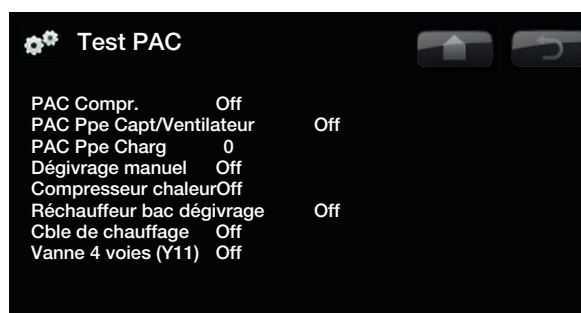 Test PAC
PAC Compr. Off
PAC Ppe Capt/Ventilateur Off
PAC Ppe Charg 0
Dégivrage manuel Off
Compresseur chaleurOff
Réchauffeur bac dégivrage Off
Cble de chauffage Off
Vanne 4 voies (Y11) Off